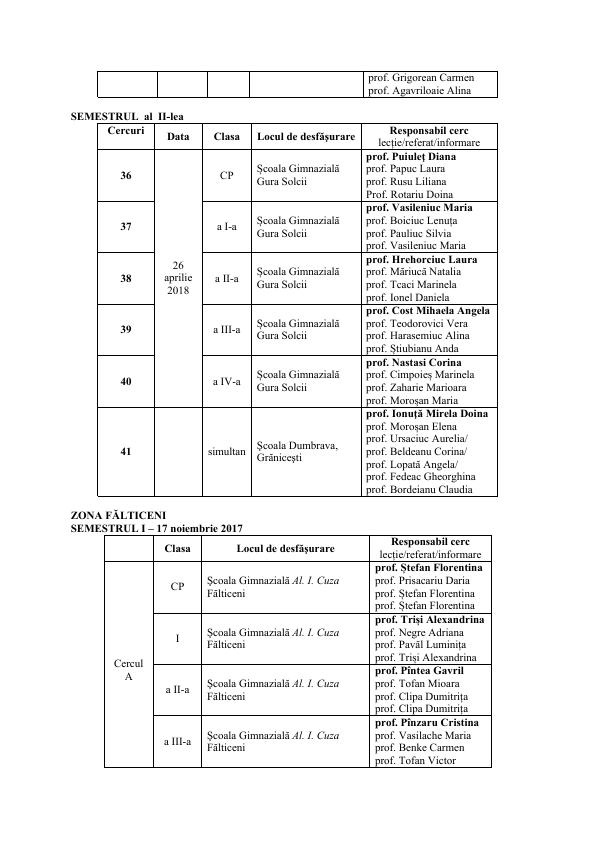 prof. Grigorean Carmen
prof. Agavriloaie Alina
SEMESTRUL al II-lea
Cercuri Data Clasa Locul de desfăşurare Responsabil cerc
lecţie/referat/informare
36 CP Şcoala Gimnazială
Gura Solcii
prof. Puiuleţ Diana
prof. Papuc Laura
prof. Rusu Liliana
Prof. Rotariu Doina
37 a I-a Şcoala Gimnazială
Gura Solcii
prof. Vasileniuc Maria
prof. Boiciuc Lenuţa
prof. Pauliuc Silvia
prof. Vasileniuc Maria
26
aprilie
2018
38 a II-a Şcoala Gimnazială
Gura Solcii
prof. Hrehorciuc Laura
prof. Măriucă Natalia
prof. Tcaci Marinela
prof. Ionel Daniela
39 a III-a Şcoala Gimnazială
Gura Solcii
prof. Cost Mihaela Angela
prof. Teodorovici Vera
prof. Harasemiuc Alina
prof. Ştiubianu Anda
40 a IV-a Şcoala Gimnazială
Gura Solcii
prof. Nastasi Corina
prof. Cimpoieş Marinela
prof. Zaharie Marioara
prof. Moroşan Maria
41 simultan Şcoala Dumbrava,
Grăniceşti
prof. Ionuţă Mirela Doina
prof. Moroşan Elena
prof. Ursaciuc Aurelia/
prof. Beldeanu Corina/
prof. Lopată Angela/
prof. Fedeac Gheorghina
prof. Bordeianu Claudia
ZONA FĂLTICENI
SEMESTRUL I – 17 noiembrie 2017
Clasa Locul de desfăşurare Responsabil cerc
lecţie/referat/informare
Cercul
A
CP Şcoala Gimnazială Al. I. Cuza
Fălticeni
prof. Ştefan Florentina
prof. Prisacariu Daria
prof. Ştefan Florentina
prof. Ştefan Florentina
I Şcoala Gimnazială Al. I. Cuza
Fălticeni
prof. Trişi Alexandrina
prof. Negre Adriana
prof. Pavăl Luminiţa
prof. Trişi Alexandrina
a II-a Şcoala Gimnazială Al. I. Cuza
Fălticeni
prof. Pîntea Gavril
prof. Tofan Mioara
prof. Clipa Dumitriţa
prof. Clipa Dumitriţa
a III-a Şcoala Gimnazială Al. I. Cuza
Fălticeni
prof. Pînzaru Cristina
prof. Vasilache Maria
prof. Benke Carmen
prof. Tofan Victor